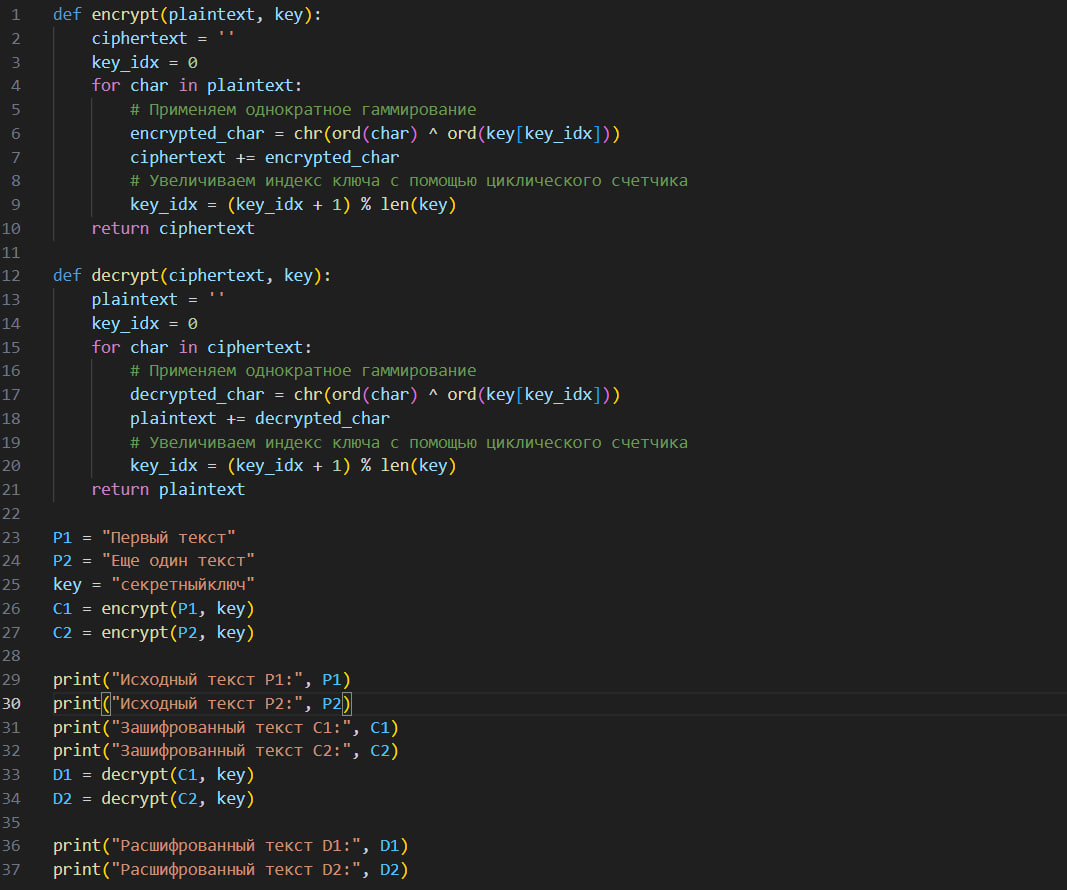 1 def encrypt(plaintext, key):
2     ciphertext = ''
3     key_idx = 0
4     for char in plaintext:
5         # Применяем однократное гаммирование
6         encrypted_char = chr(ord(char) ^ ord(key[key_idx]))
7         ciphertext += encrypted_char
8         # Увеличиваем индекс ключа с помощью циклического счетчика
9         key_idx = (key_idx + 1) % len(key)
10     return ciphertext
11
12 def decrypt(ciphertext, key):
13     plaintext = ''
14     key_idx = 0
15     for char in ciphertext:
16         # Применяем однократное гаммирование
17         decrypted_char = chr(ord(char) ^ ord(key[key_idx]))
18         plaintext += decrypted_char
19         # Увеличиваем индекс ключа с помощью циклического счетчика
20         key_idx = (key_idx + 1) % len(key)
21     return plaintext
22
23 P1 = "Первый текст"
24 P2 = "Еще один текст"
25 key = "секретныйключ"
26 C1 = encrypt(P1, key)
27 C2 = encrypt(P2, key)
28
29 print("Исходный текст P1:", P1)
30 print("Исходный текст P2:", P2)
31 print("Зашифрованный текст C1:", C1)
32 print("Зашифрованный текст C2:", C2)
33 D1 = decrypt(C1, key)
34 D2 = decrypt(C2, key)
35
36 print("Расшифрованный текст D1:", D1)
37 print("Расшифрованный текст D2:", D2)